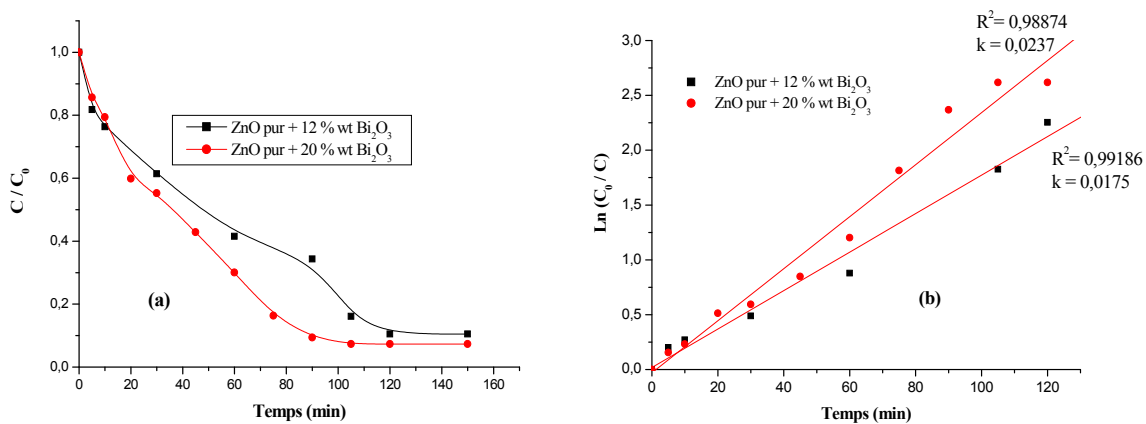 1,0
0,8
0,6
0,4
0,2
0,0
C / C₀
0 20 40 60 80 100 120 140 160
Temps (min)
ZnO pur + 12 % wt Bi₂O₃
ZnO pur + 20 % wt Bi₂O₃
(a)
R²= 0,98874
k = 0,0237
3,0
2,5
2,0
1,5
1,0
0,5
0,0
Ln (C₀ / C)
ZnO pur + 12 % wt Bi₂O₃
ZnO pur + 20 % wt Bi₂O₃
R²= 0,99186
k = 0,0175
(b)
0 20 40 60 80 100 120
Temps (min)